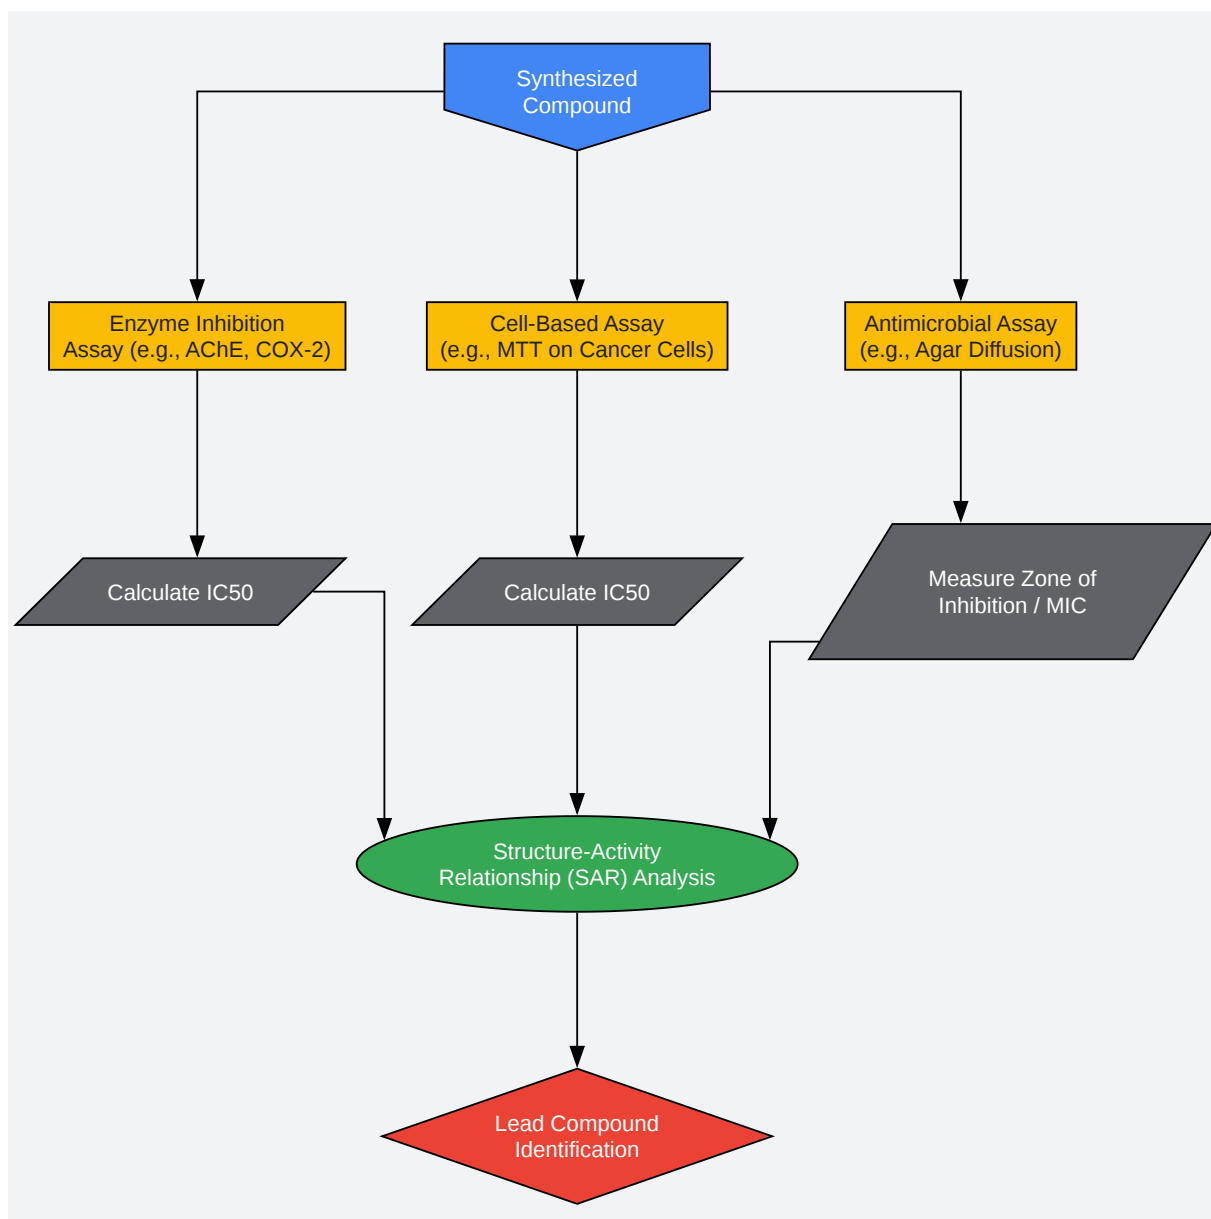 Synthesized
Compound
Enzyme Inhibition
Assay (e.g., AChE, COX-2)
Cell-Based Assay
(e.g., MTT on Cancer Cells)
Antimicrobial Assay
(e.g., Agar Diffusion)
Calculate IC50
Calculate IC50
Measure Zone of
Inhibition / MIC
Structure-Activity
Relationship (SAR) Analysis
Lead Compound
Identification